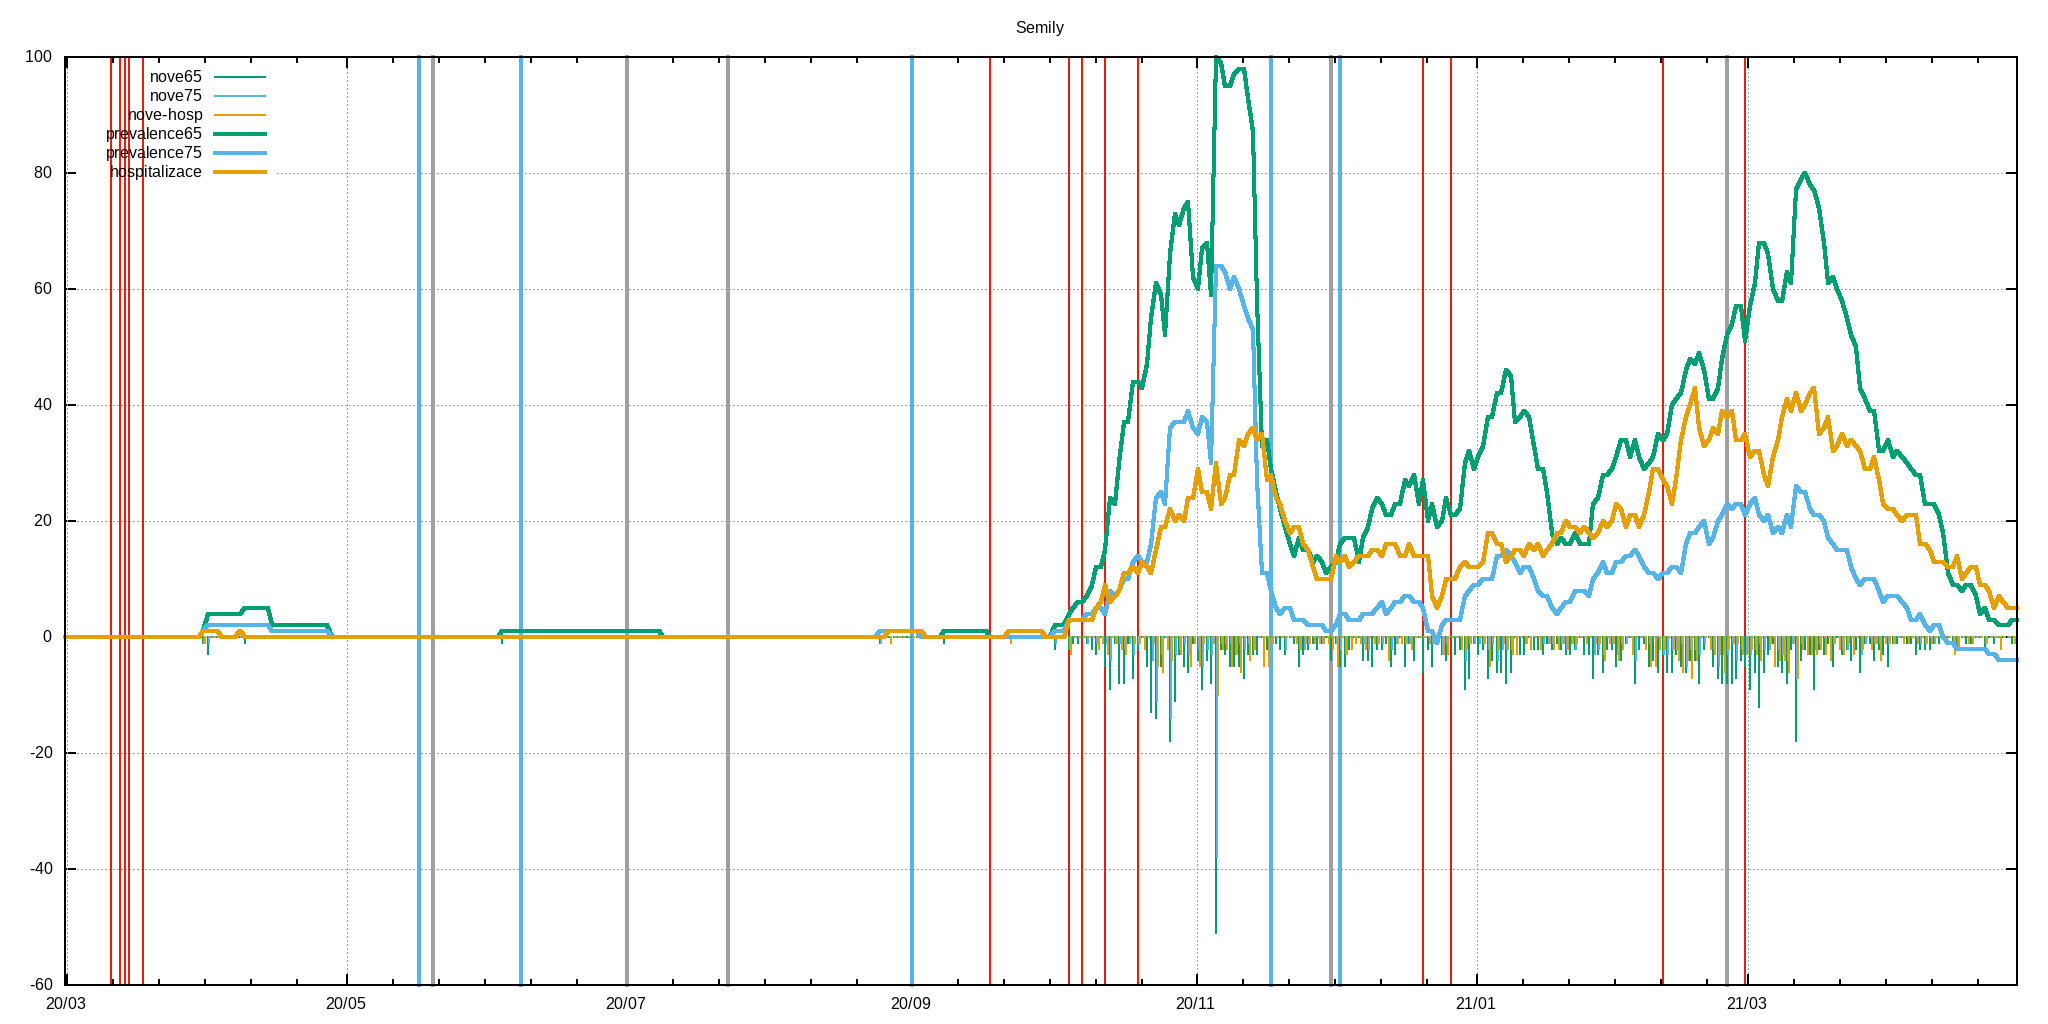 Semily
100
nove65
nove75
nove-hosp
prevalence65
prevalence75
hospitalizace
80
60
40
20
0
-20
-40
-60
20/03 20/05 20/07 20/09 20/11 21/01 21/03